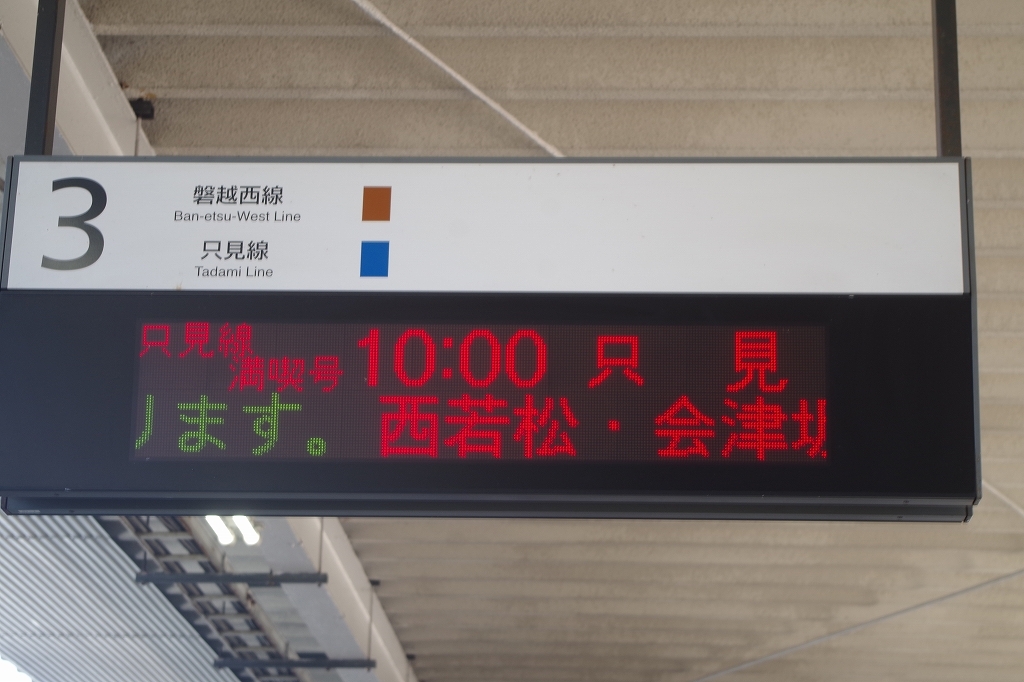 3
磐越西線
Ban-etsu-West Line
只見線
Tadami Line
只見線 満喫号 10:00 只 見
ります。 西若松・会津坂